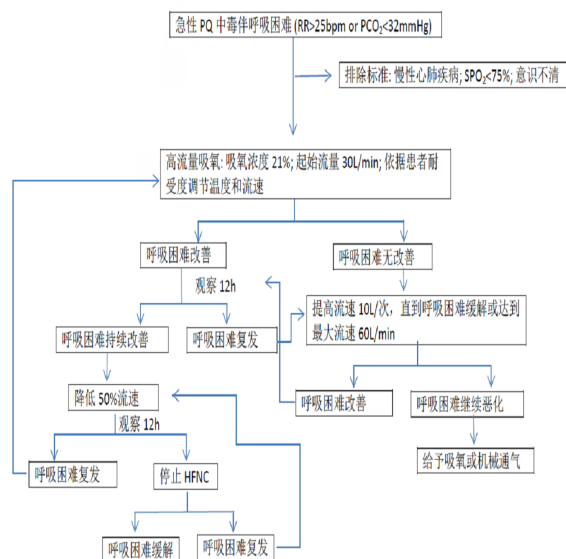 急性 PQ 中毒伴呼吸困难 (RR>25bpm or PCO₂<32mmHg)
排除标准: 慢性心肺疾病; SPO₂<75%; 意识不清
高流量吸氧: 吸氧浓度 21%; 起始流量 30L/min; 依据患者耐
受度调节温度和流速
呼吸困难改善
呼吸困难无改善
观察 12h
提高流速 10L/次，直到呼吸困难缓解或达到
最大流速 60L/min
呼吸困难持续改善
呼吸困难复发
降低 50%流速
呼吸困难改善
呼吸困难继续恶化
观察 12h
给予吸氧或机械通气
呼吸困难复发
停止 HFNC
呼吸困难缓解
呼吸困难复发